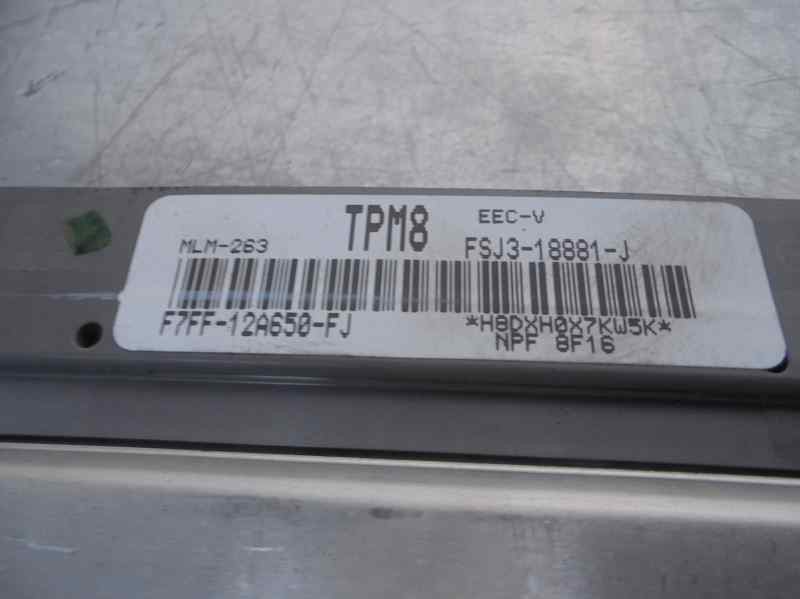 TPM8 EEC-V
MLM-263 FSJ3-18881-J
F7FF-12A650-FJ *H8DXH0X7KW5K*
NPF 8F16